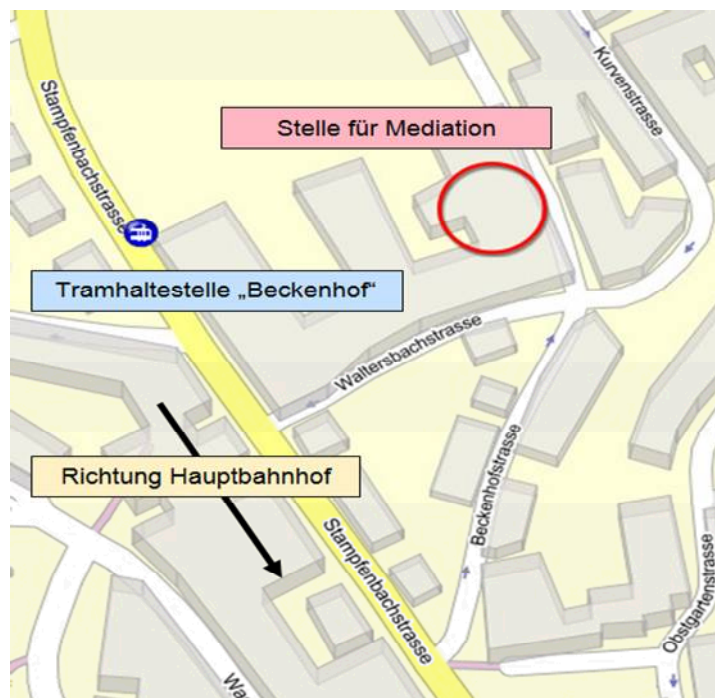 Stampfenbachstrasse
Kurvenstrasse
Stelle für Mediation
Tramhaltestelle „Beckenhof“
Waltersbachstrasse
Richtung Hauptbahnhof
Beckenhofstrasse
Stampfenbachstrasse
Obstgartenstrasse